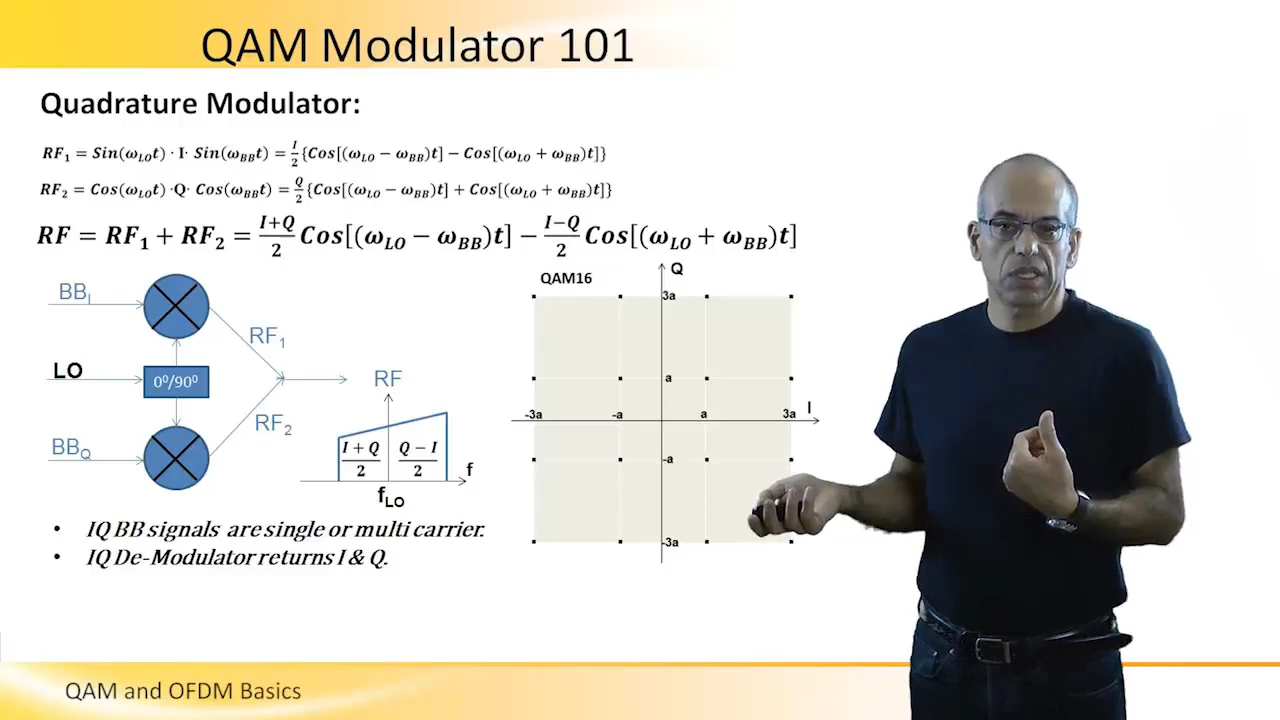 QAM Modulator 101
Quadrature Modulator:
RF₁ = Sin(ω_LO t) · I · Sin(ω_BB t) = I/2 {Cos[(ω_LO − ω_BB)t] − Cos[(ω_LO + ω_BB)t]}
RF₂ = Cos(ω_LO t) ·Q· Cos(ω_BB t) = Q/2 {Cos[(ω_LO − ω_BB)t] + Cos[(ω_LO + ω_BB)t]}
RF = RF₁ + RF₂ = I+Q/2 Cos[(ω_LO − ω_BB)t] − I−Q/2 Cos[(ω_LO + ω_BB)t]
BB_I
RF₁
LO
0⁰/90⁰
RF
RF₂
BB_Q
I + Q/2
Q − I/2
f
f_LO
QAM16
Q
3a
a
-3a
-a
a
3a
I
-a
-3a
• IQ BB signals are single or multi carrier.
• IQ De-Modulator returns I & Q.
QAM and OFDM Basics